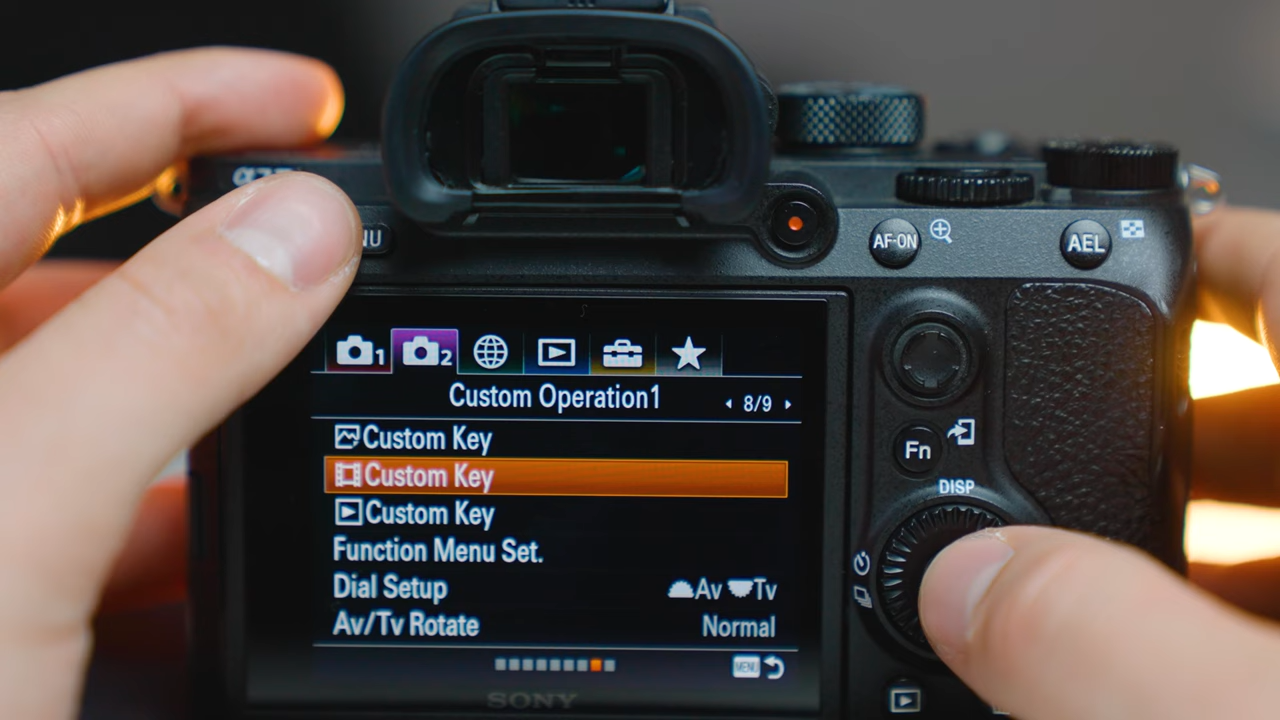 NU
AF-ON
AEL
1
2
Custom Operation1
8/9
Custom Key
Custom Key
Custom Key
Function Menu Set.
Dial Setup
Av
Tv
Av/Tv Rotate
Normal
MENU
SONY
Fn
DISP